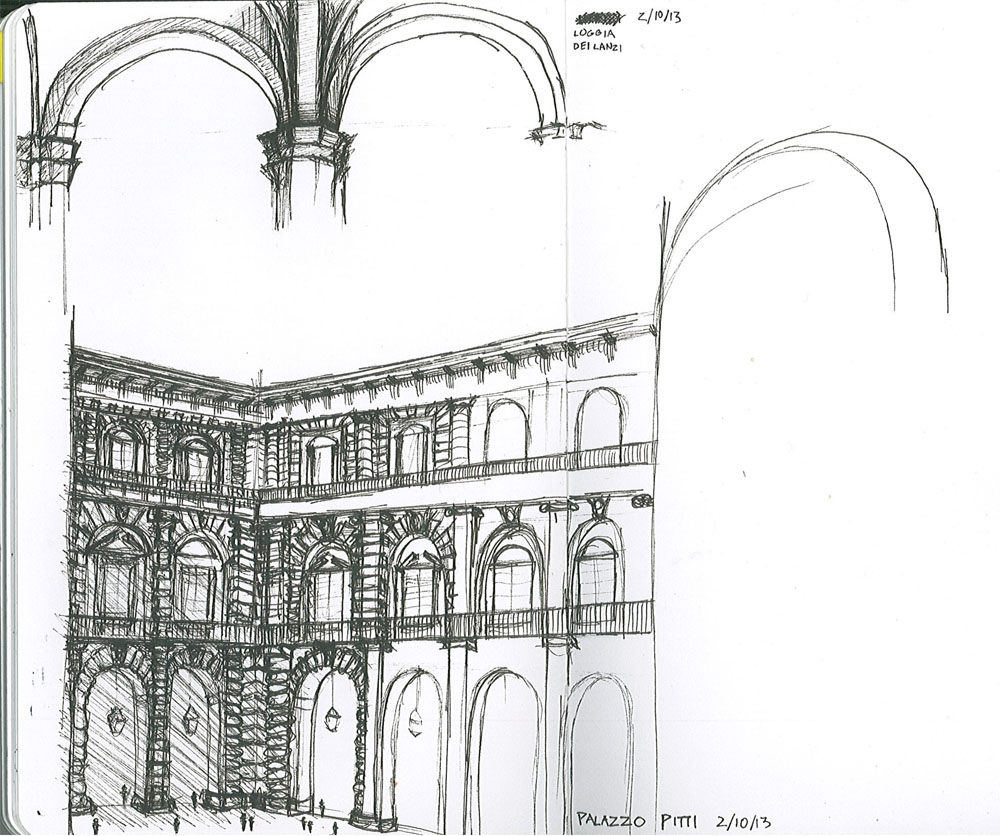 2/10/13
LOGGIA
DEI LANZI
PALAZZO PITTI 2/10/13